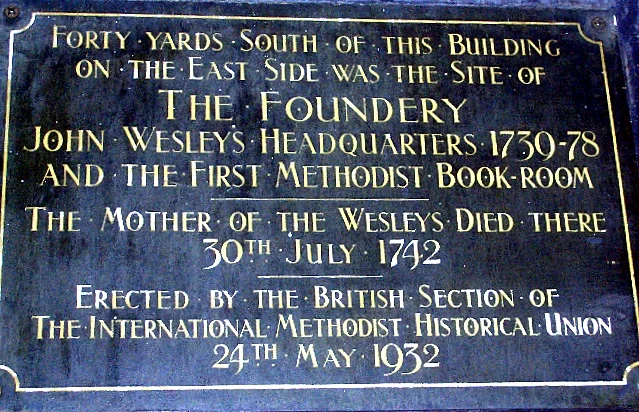 FORTY · YARDS · SOUTH · OF · THIS · BUILDING
ON · THE · EAST · SIDE · WAS · THE · SITE · OF
THE · FOUNDERY
JOHN · WESLEY'S · HEADQUARTERS · 1739-78
AND · THE · FIRST · METHODIST · BOOK-ROOM
THE · MOTHER · OF · THE · WESLEYS · DIED · THERE
30TH · JULY · 1742
ERECTED · BY · THE · BRITISH · SECTION · OF
THE · INTERNATIONAL · METHODIST · HISTORICAL · UNION
24TH · MAY · 1932